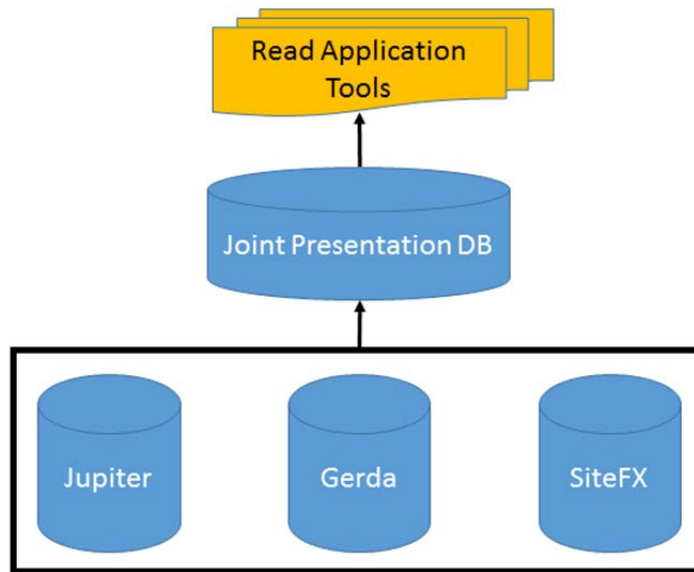 Read Application
Tools
Joint Presentation DB
Jupiter
Gerda
SiteFX